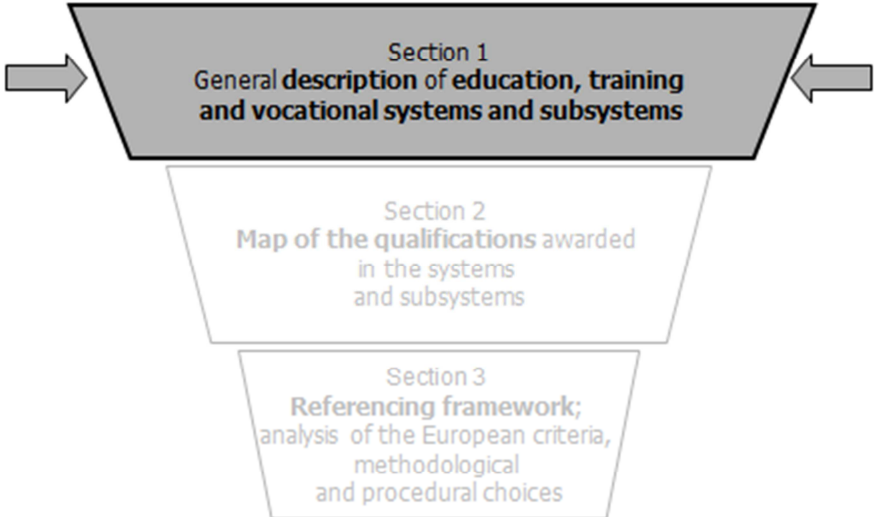 Section 1
General description of education, training
and vocational systems and subsystems
Section 2
Map of the qualifications awarded
in the systems
and subsystems
Section 3
Referencing framework;
analysis of the European criteria,
methodological
and procedural choices